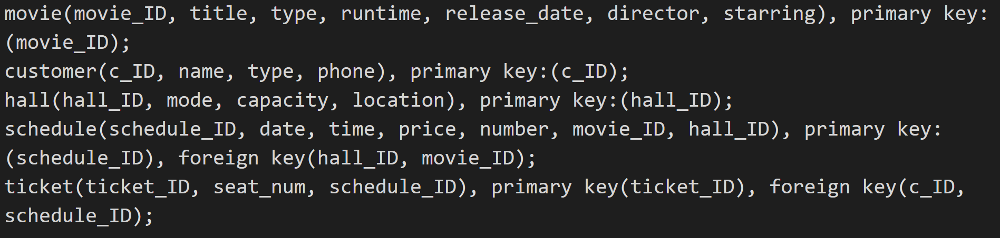 movie(movie_ID, title, type, runtime, release_date, director, starring), primary key:
(movie_ID);
customer(c_ID, name, type, phone), primary key:(c_ID);
hall(hall_ID, mode, capacity, location), primary key:(hall_ID);
schedule(schedule_ID, date, time, price, number, movie_ID, hall_ID), primary key:
(schedule_ID), foreign key(hall_ID, movie_ID);
ticket(ticket_ID, seat_num, schedule_ID), primary key(ticket_ID), foreign key(c_ID,
schedule_ID);